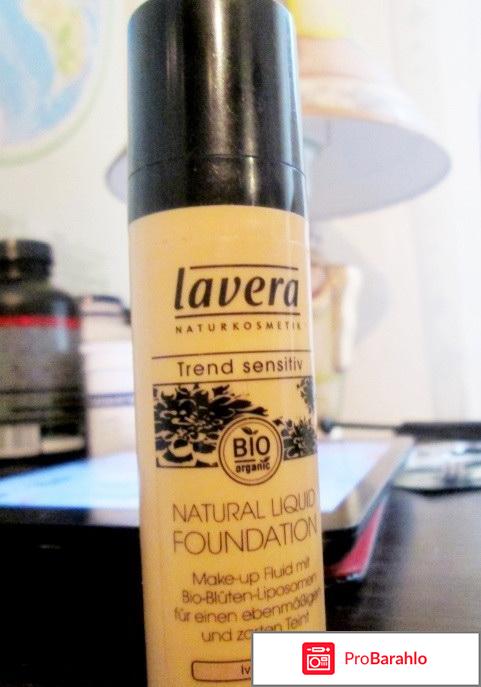 lavera
NATURKOSMETIK
Trend sensitiv
BIO
organic
NATURAL LIQUID
FOUNDATION
Make-up Fluid mit
Bio-Blüten-Liposomen
für einen ebenmäßigen
und zarten Teint
ProBarahlo